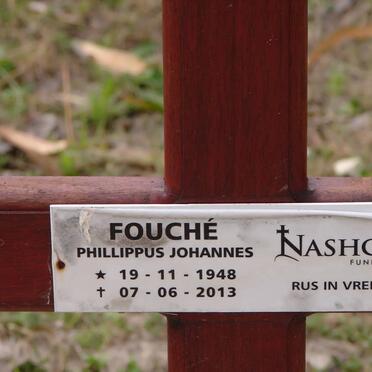 FOUCHÉ
PHILLIPPUS JOHANNES
★ 19 - 11 - 1948
✝ 07 - 06 - 2013
RUS IN